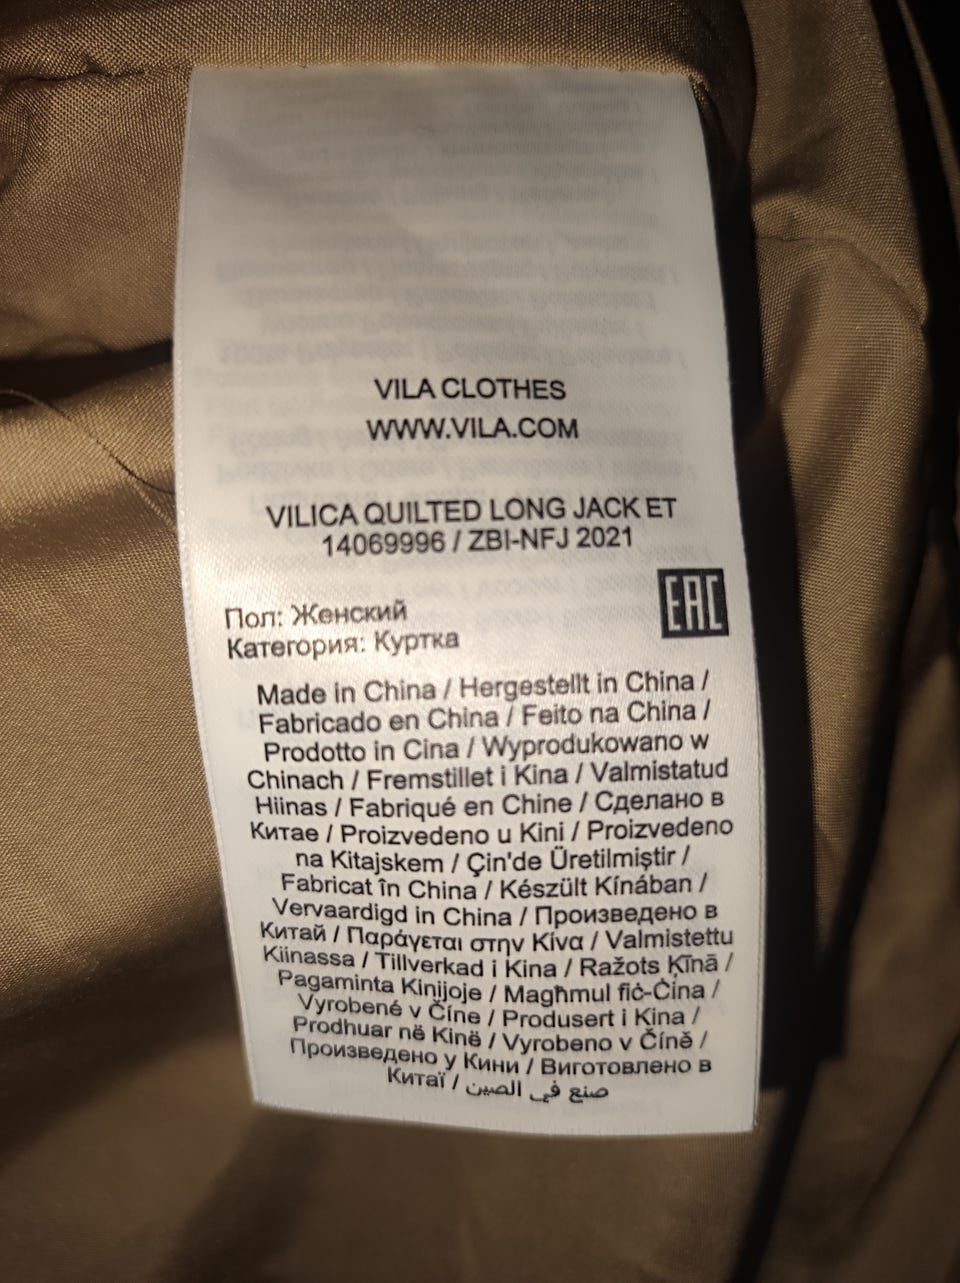 VILA CLOTHES
WWW.VILA.COM
VILICA QUILTED LONG JACKET
14069996 / ZBI-NFJ 2021
EAC
Пол: Женский
Категория: Куртка
Made in China / Hergestellt in China /
Fabricado en China / Feito na China /
Prodotto in Cina / Wyprodukowano w
Chinach / Fremstillet i Kina / Valmistatud
Hiinas / Fabriqué en Chine / Сделано в
Китае / Proizvedeno u Kini / Proizvedeno
na Kitajskem / Çin'de Üretilmiştir /
Fabricat în China / Készült Kínában /
Vervaardigd in China / Произведено в
Китай / Παράγεται στην Κίνα / Valmistettu
Kiinassa / Tillverkad i Kina / Ražots Ķīnā /
Pagaminta Kinijoje / Magħmul fiċ-Ċina /
Vyrobené v Číne / Produsert i Kina /
Prodhuar në Kinë / Vyrobeno v Číně /
Произведено у Кини / Виготовлено в
Китаї / صنع في الصين